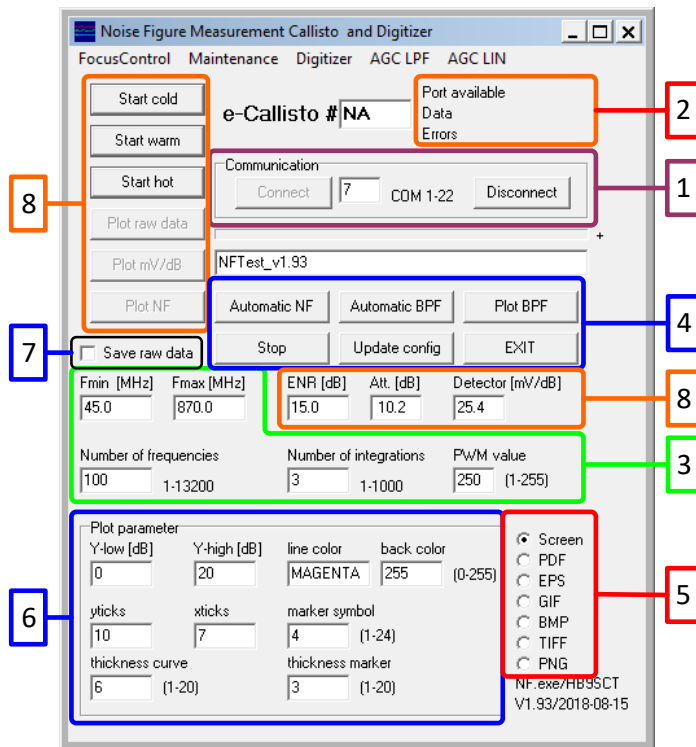 Noise Figure Measurement Callisto and Digitizer
FocusControl Maintenance Digitizer AGC LPF AGC LIN
Start cold
Start warm
Start hot
Plot raw data
Plot mV/dB
Plot NF
8
e-Callisto # NA
Port available
Data
Errors
2
Communication
Connect 7 COM 1-22 Disconnect
1
+
NFTest_v1.93
Automatic NF Automatic BPF Plot BPF
Stop Update config EXIT
4
7
Save raw data
Fmin [MHz] Fmax [MHz]
45.0 870.0
ENR [dB] Att. [dB] Detector [mV/dB]
15.0 10.2 25.4
8
Number of frequencies Number of integrations PWM value
100 1-13200 3 1-1000 250 (1-255)
3
Plot parameter
Y-low [dB] Y-high [dB] line color back color
0 20 MAGENTA 255 (0-255)
yticks xticks marker symbol
10 7 4 (1-24)
thickness curve thickness marker
6 (1-20) 3 (1-20)
6
Screen
PDF
EPS
GIF
BMP
TIFF
PNG
5
NF.exe/HB9SCT
V1.93/2018-08-15